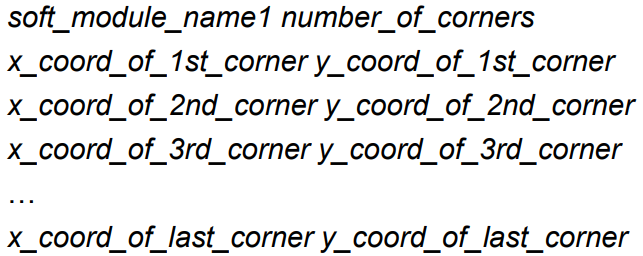 soft_module_name1 number_of_corners
x_coord_of_1st_corner y_coord_of_1st_corner
x_coord_of_2nd_corner y_coord_of_2nd_corner
x_coord_of_3rd_corner y_coord_of_3rd_corner
…
x_coord_of_last_corner y_coord_of_last_corner